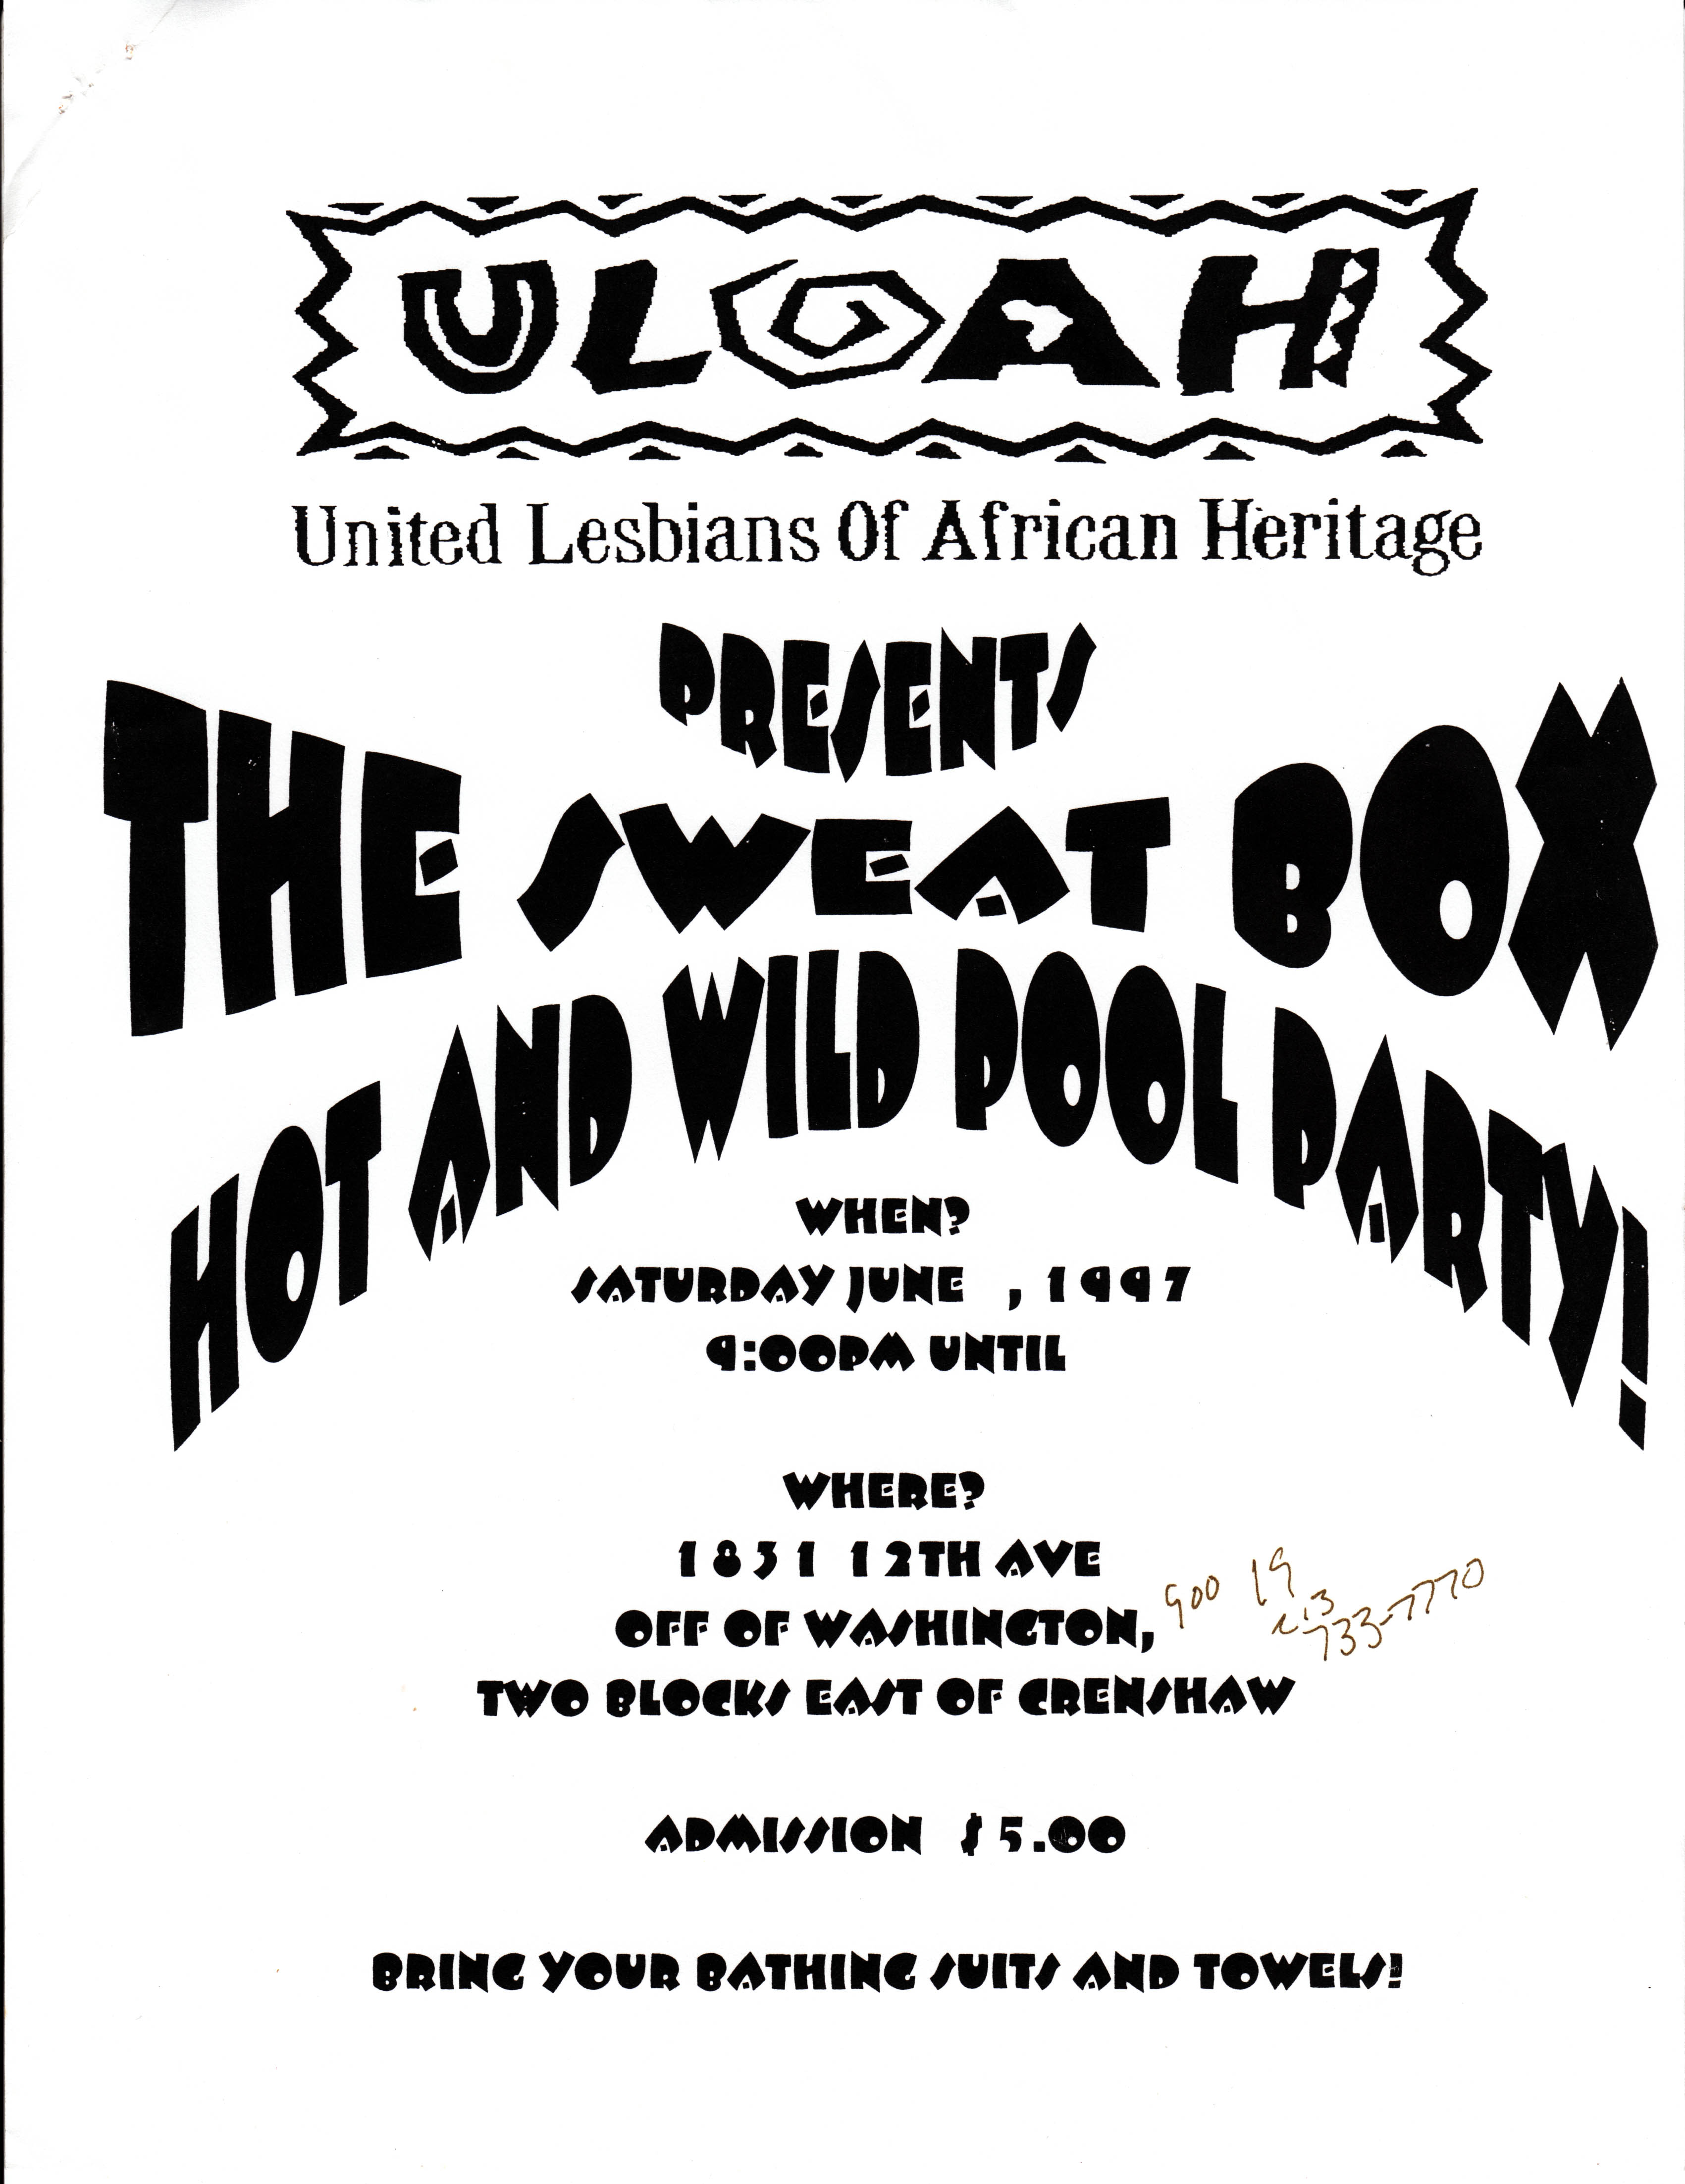 ULOAH
United Lesbians Of African Heritage
PRESENTS
THE SWEAT BOX
HOT AND WILD POOL PARTY!
WHEN?
SATURDAY JUNE , 1997
9:00PM UNTIL
WHERE?
1831 12TH AVE
OFF OF WASHINGTON, 900 19
213
733-7770
TWO BLOCKS EAST OF CRENSHAW
ADMISSION $5.00
BRING YOUR BATHING SUITS AND TOWELS!